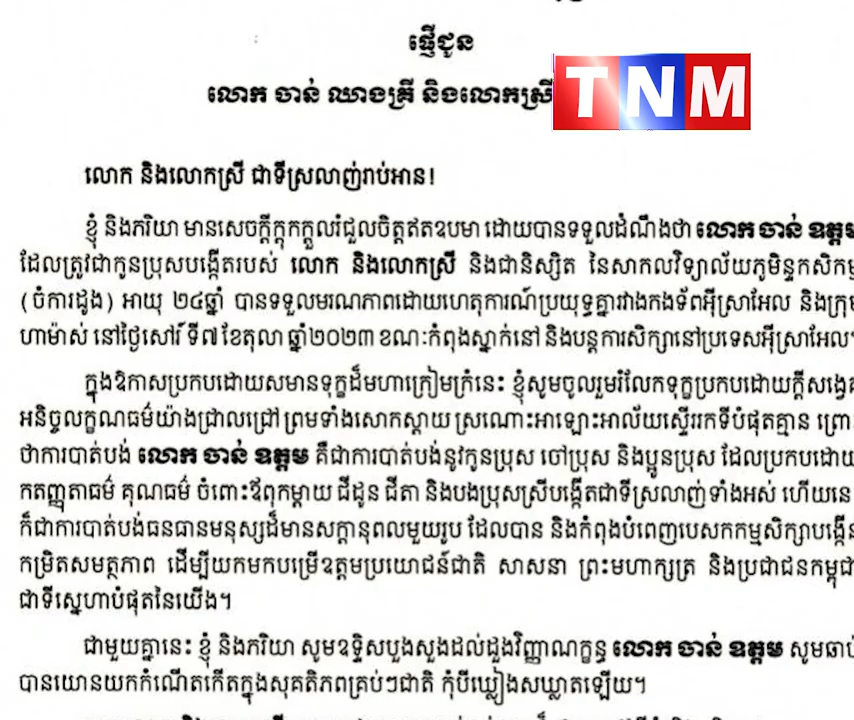 ផ្ញើជូន
លោក ចាន់ ឈាងគ្រី និងលោកស្រី
TNM
លោក និងលោកស្រី ជាទីស្រលាញ់រាប់អាន!
ខ្ញុំ និងភរិយា មានសេចក្តីក្តុកក្តួលរំជួលចិត្តឥតឧបមា ដោយបានទទួលដំណឹងថា លោក ចាន់ ឧត្តម
ដែលត្រូវជាកូនប្រុសបង្កើតរបស់ លោក និងលោកស្រី និងជានិស្សិត នៃសាកលវិទ្យាល័យភូមិន្ទកសិកម្ម
(ចំការដូង) អាយុ ២៤ឆ្នាំ បានទទួលមរណភាពដោយហេតុការណ៍ប្រយុទ្ធគ្នារវាងកងទ័ពអ៊ីស្រាអែល និងក្រុម
ហាម៉ាស់ នៅថ្ងៃសៅរ៍ ទី៧ ខែតុលា ឆ្នាំ២០២៣ ខណៈកំពុងស្នាក់នៅ និងបន្តការសិក្សានៅប្រទេសអ៊ីស្រាអែល។
ក្នុងឱកាសប្រកបដោយសមានទុក្ខដ៏មហាក្រៀមក្រំនេះ ខ្ញុំសូមចូលរួមរំលែកទុក្ខប្រកបដោយក្តីសង្វេគ
អនិច្ចលក្ខណធម៌យ៉ាងជ្រាលជ្រៅ ព្រមទាំងសោកស្តាយ ស្រណោះអាឡោះអាល័យស្ទើររកទីបំផុតគ្មាន ព្រោះ
ថាការបាត់បង់ លោក ចាន់ ឧត្តម គឺជាការបាត់បង់នូវកូនប្រុស ចៅប្រុស និងប្អូនប្រុស ដែលប្រកបដោយ
កតញ្ញុតាធម៌ គុណធម៌ ចំពោះឪពុកម្តាយ ជីដូន ជីតា និងបងប្រុសស្រីបង្កើតជាទីស្រលាញ់ទាំងអស់ ហើយនេះ
ក៏ជាការបាត់បង់ធនធានមនុស្សដ៏មានសក្តានុពលមួយរូប ដែលបាន និងកំពុងបំពេញបេសកកម្មសិក្សាបង្កើន
កម្រិតសមត្ថភាព ដើម្បីយកមកបម្រើឧត្តមប្រយោជន៍ជាតិ សាសនា ព្រះមហាក្សត្រ និងប្រជាជនកម្ពុជា
ជាទីស្នេហាបំផុតនៃយើង។
ជាមួយគ្នានេះ ខ្ញុំ និងភរិយា សូមឧទ្ទិសបួងសួងដល់ដួងវិញ្ញាណក្ខន្ធ លោក ចាន់ ឧត្តម សូមឆាប់
បានយោនយកកំណើតកើតក្នុងសុគតិភពគ្រប់ៗជាតិ កុំបីឃ្លៀងឃ្លាតឡើយ។